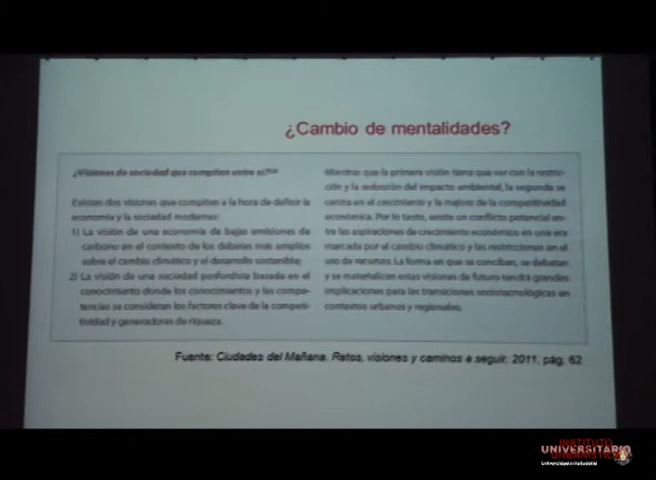 ¿Cambio de mentalidades?
¿Visiones de sociedad que compiten entre sí?
Existen dos visiones que compiten a la hora de definir la
economía y la sociedad modernas:
1) La visión de una economía de bajas emisiones de
carbono en el contexto de los debates más amplios
sobre el cambio climático y el desarrollo sostenible;
2) La visión de una sociedad posfordista basada en el
conocimiento donde los conocimientos y las compe-
tencias se consideran los factores clave de la competi-
tividad y generadores de riqueza.
Mientras que la primera visión tiene que ver con la restric-
ción y la reducción del impacto ambiental, la segunda se
centra en el crecimiento y la mejora de la competitividad
económica. Por lo tanto, existe un conflicto potencial en-
tre las aspiraciones de crecimiento económico en una era
marcada por el cambio climático y las restricciones en el
uso de recursos. La forma en que se conciban, se debatan
y se materialicen estas visiones de futuro tendrá grandes
implicaciones para las transiciones sociotecnológicas en
contextos urbanos y regionales.
Fuente: Ciudades del Mañana. Retos, visiones y caminos a seguir, 2011, pág. 62
INSTITUTO
UNIVERSITARIO
URBANÍSTICA
Universidad de Valladolid